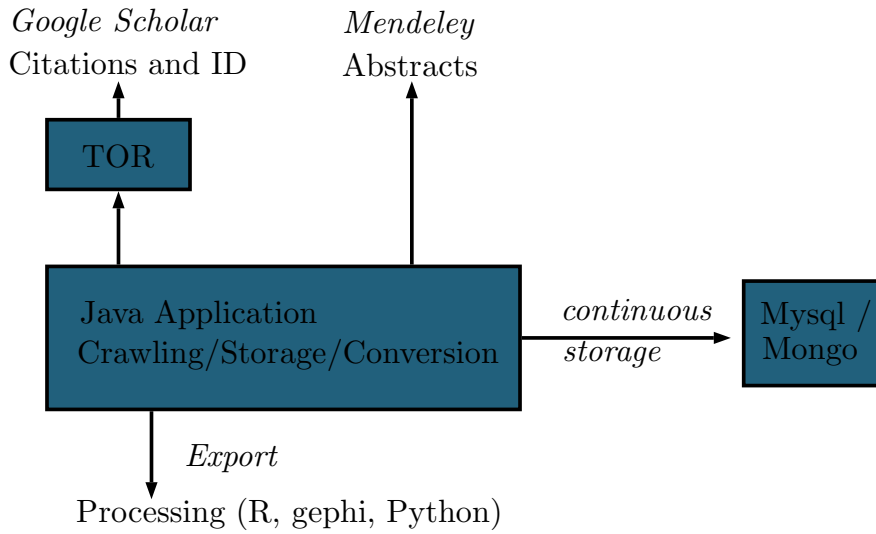 Google Scholar
Citations and ID
Mendeley
Abstracts
TOR
Java Application
Crawling/Storage/Conversion
continuous
storage
Mysql /
Mongo
Export
Processing (R, gephi, Python)